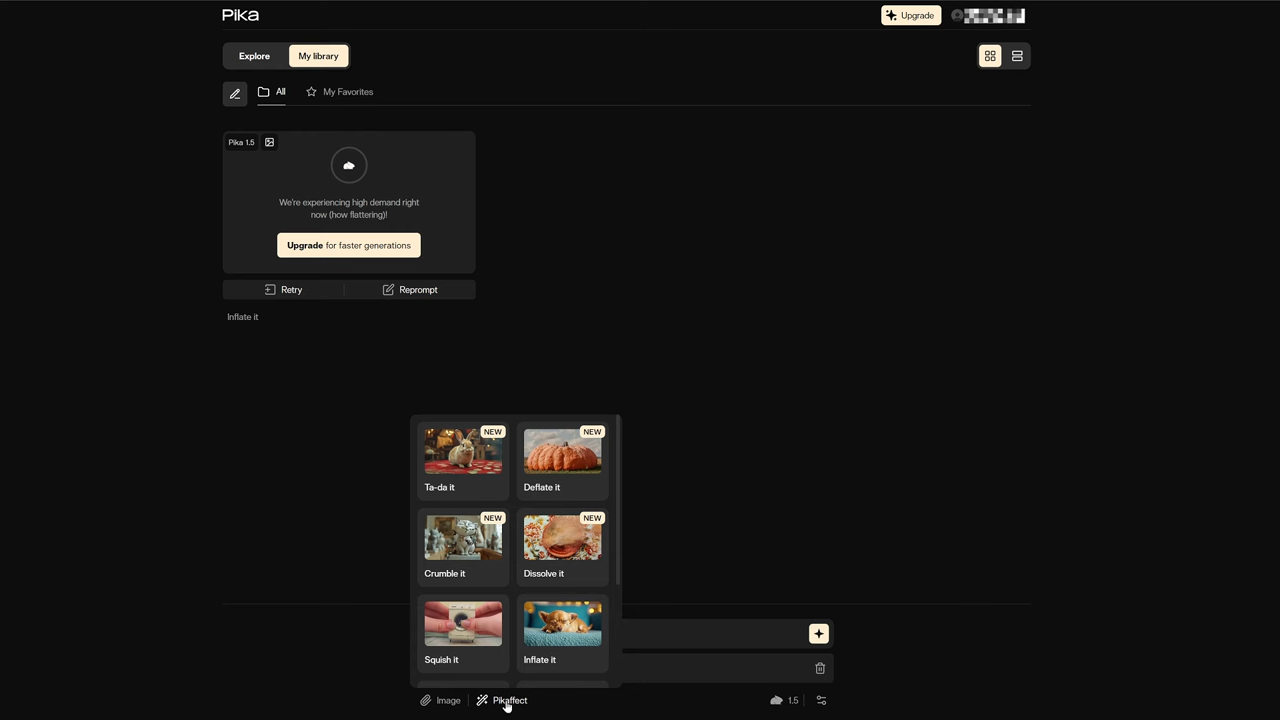 Pika
Upgrade
Explore
My library
All
My Favorites
Pika 1.5
We're experiencing high demand right
now (how flattering)!
Upgrade for faster generations
Retry
Reprompt
Inflate it
NEW
NEW
Ta-da it
Deflate it
NEW
NEW
Crumble it
Dissolve it
Squish it
Inflate it
Image
Pikaffect
1.5